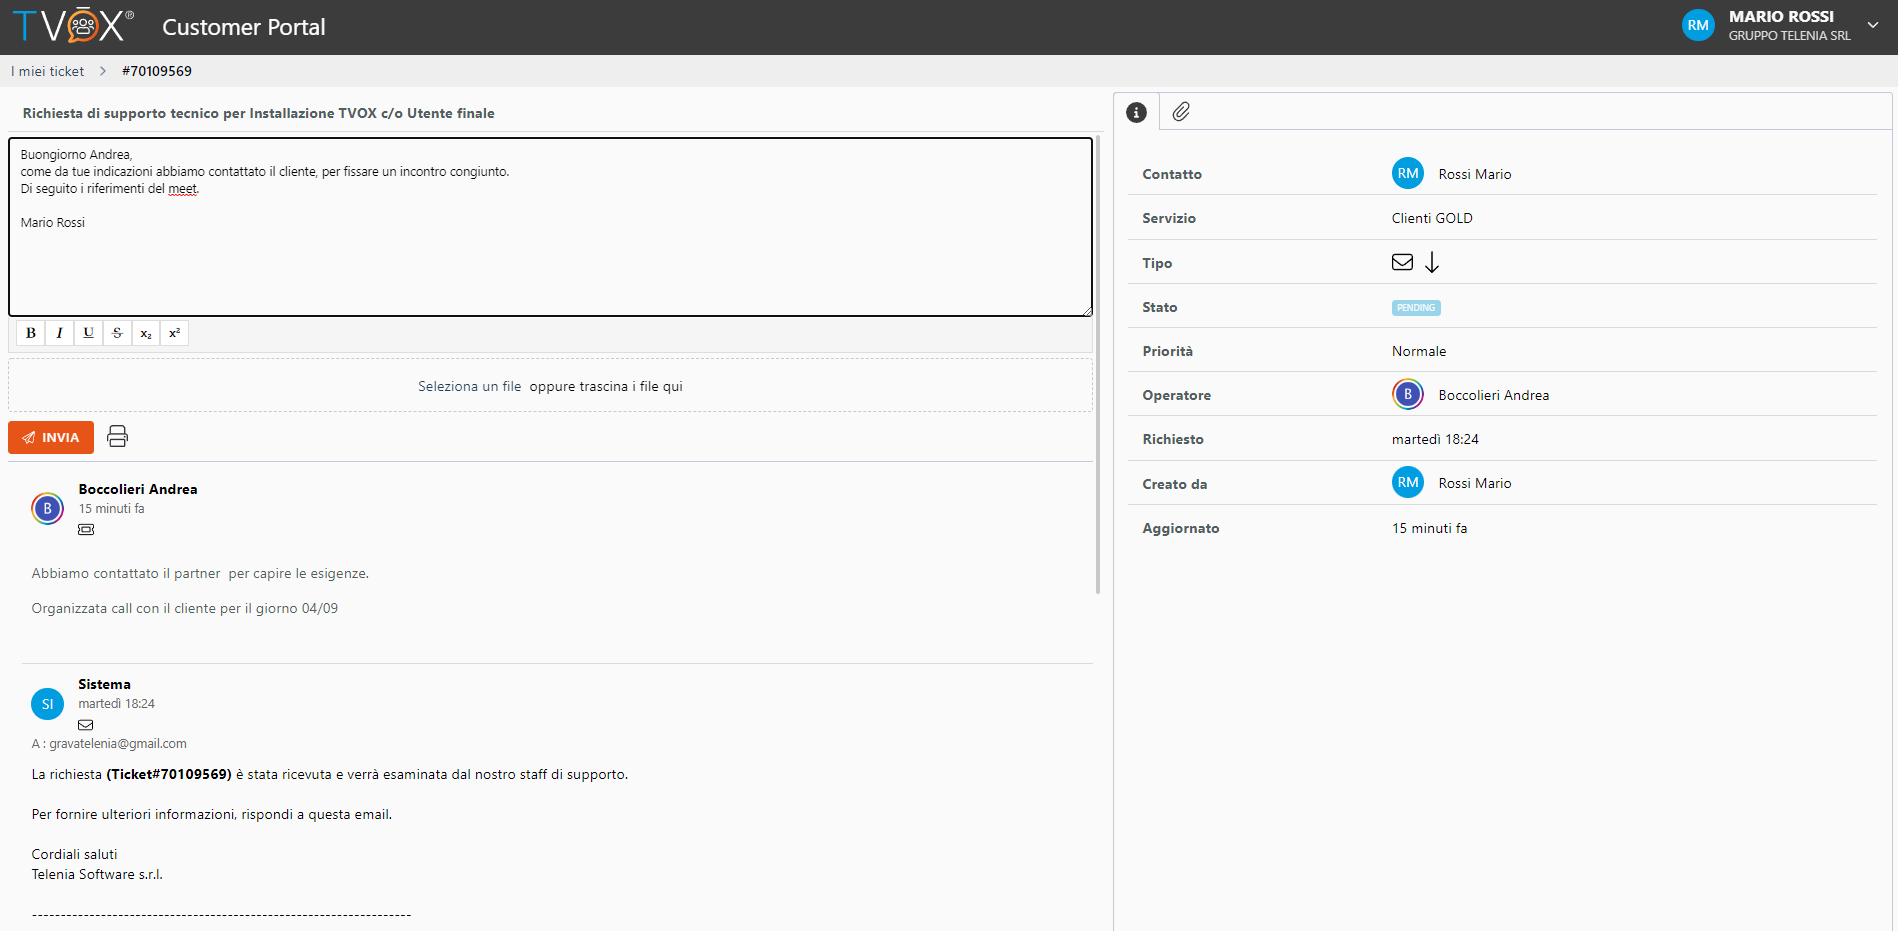 TVOX®
Customer Portal
RM
MARIO ROSSI
GRUPPO TELENIA SRL
I miei ticket > #70109569
Richiesta di supporto tecnico per Installazione TVOX c/o Utente finale
Buongiorno Andrea,
come da tue indicazioni abbiamo contattato il cliente, per fissare un incontro congiunto.
Di seguito i riferimenti del meet.
Mario Rossi
B I U S x₂ x²
Seleziona un file oppure trascina i file qui
INVIA
B
Boccolieri Andrea
15 minuti fa
Abbiamo contattato il partner  per capire le esigenze.
Organizzata call con il cliente per il giorno 04/09
SI
Sistema
martedì 18:24
A : gravatelenia@gmail.com
La richiesta (Ticket#70109569) è stata ricevuta e verrà esaminata dal nostro staff di supporto.
Per fornire ulteriori informazioni, rispondi a questa email.
Cordiali saluti
Telenia Software s.r.l.
------------------------------------------------------------------
Contatto RM Rossi Mario
Servizio Clienti GOLD
Tipo
Stato PENDING
Priorità Normale
Operatore B Boccolieri Andrea
Richiesto martedì 18:24
Creato da RM Rossi Mario
Aggiornato 15 minuti fa